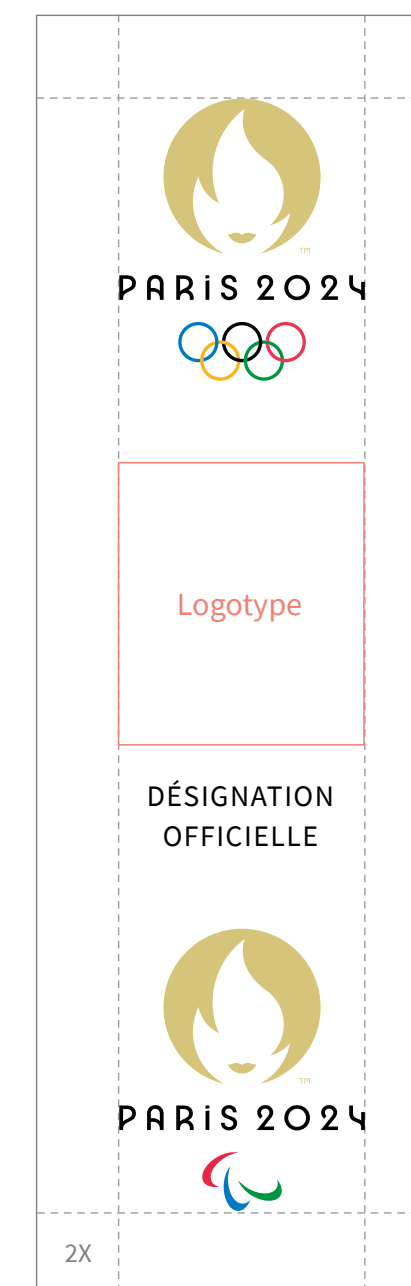 TM
PARiS 2024
Logotype
DÉSIGNATION
OFFICIELLE
TM
PARiS 2024
2X